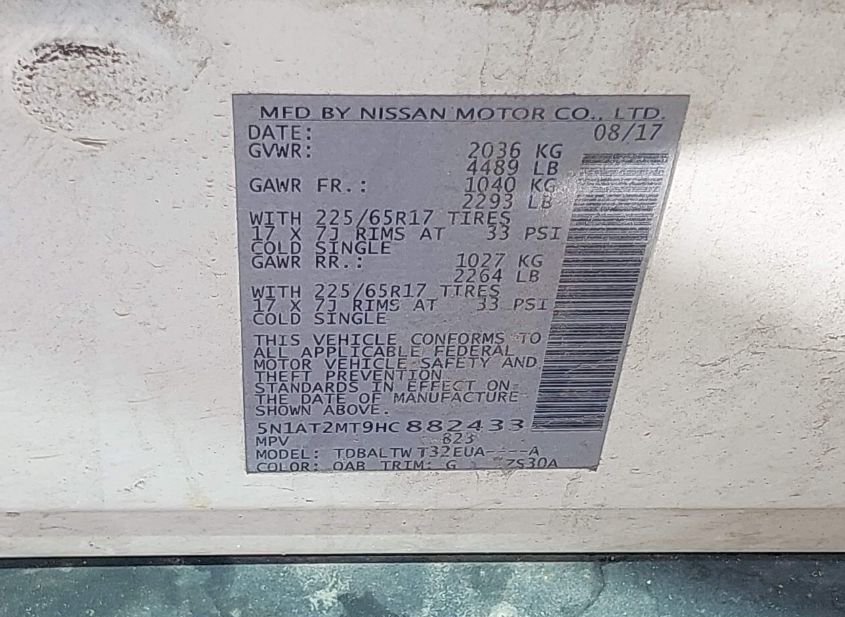 MFD BY NISSAN MOTOR CO., LTD.
DATE: 08/17
GVWR: 2036 KG
4489 LB
GAWR FR.: 1040 KG
2293 LB
WITH 225/65R17 TIRES
17 X 7J RIMS AT 33 PSI
COLD SINGLE
GAWR RR.: 1027 KG
2264 LB
WITH 225/65R17 TIRES
17 X 7J RIMS AT 33 PSI
COLD SINGLE
THIS VEHICLE CONFORMS TO
ALL APPLICABLE FEDERAL
MOTOR VEHICLE SAFETY AND
THEFT PREVENTION
STANDARDS IN EFFECT ON
THE DATE OF MANUFACTURE
SHOWN ABOVE.
5N1AT2MT9HC882433
MPV 823
MODEL: TDBALTW T32EUA----A
COLOR: QAB TRIM: G ZS30A